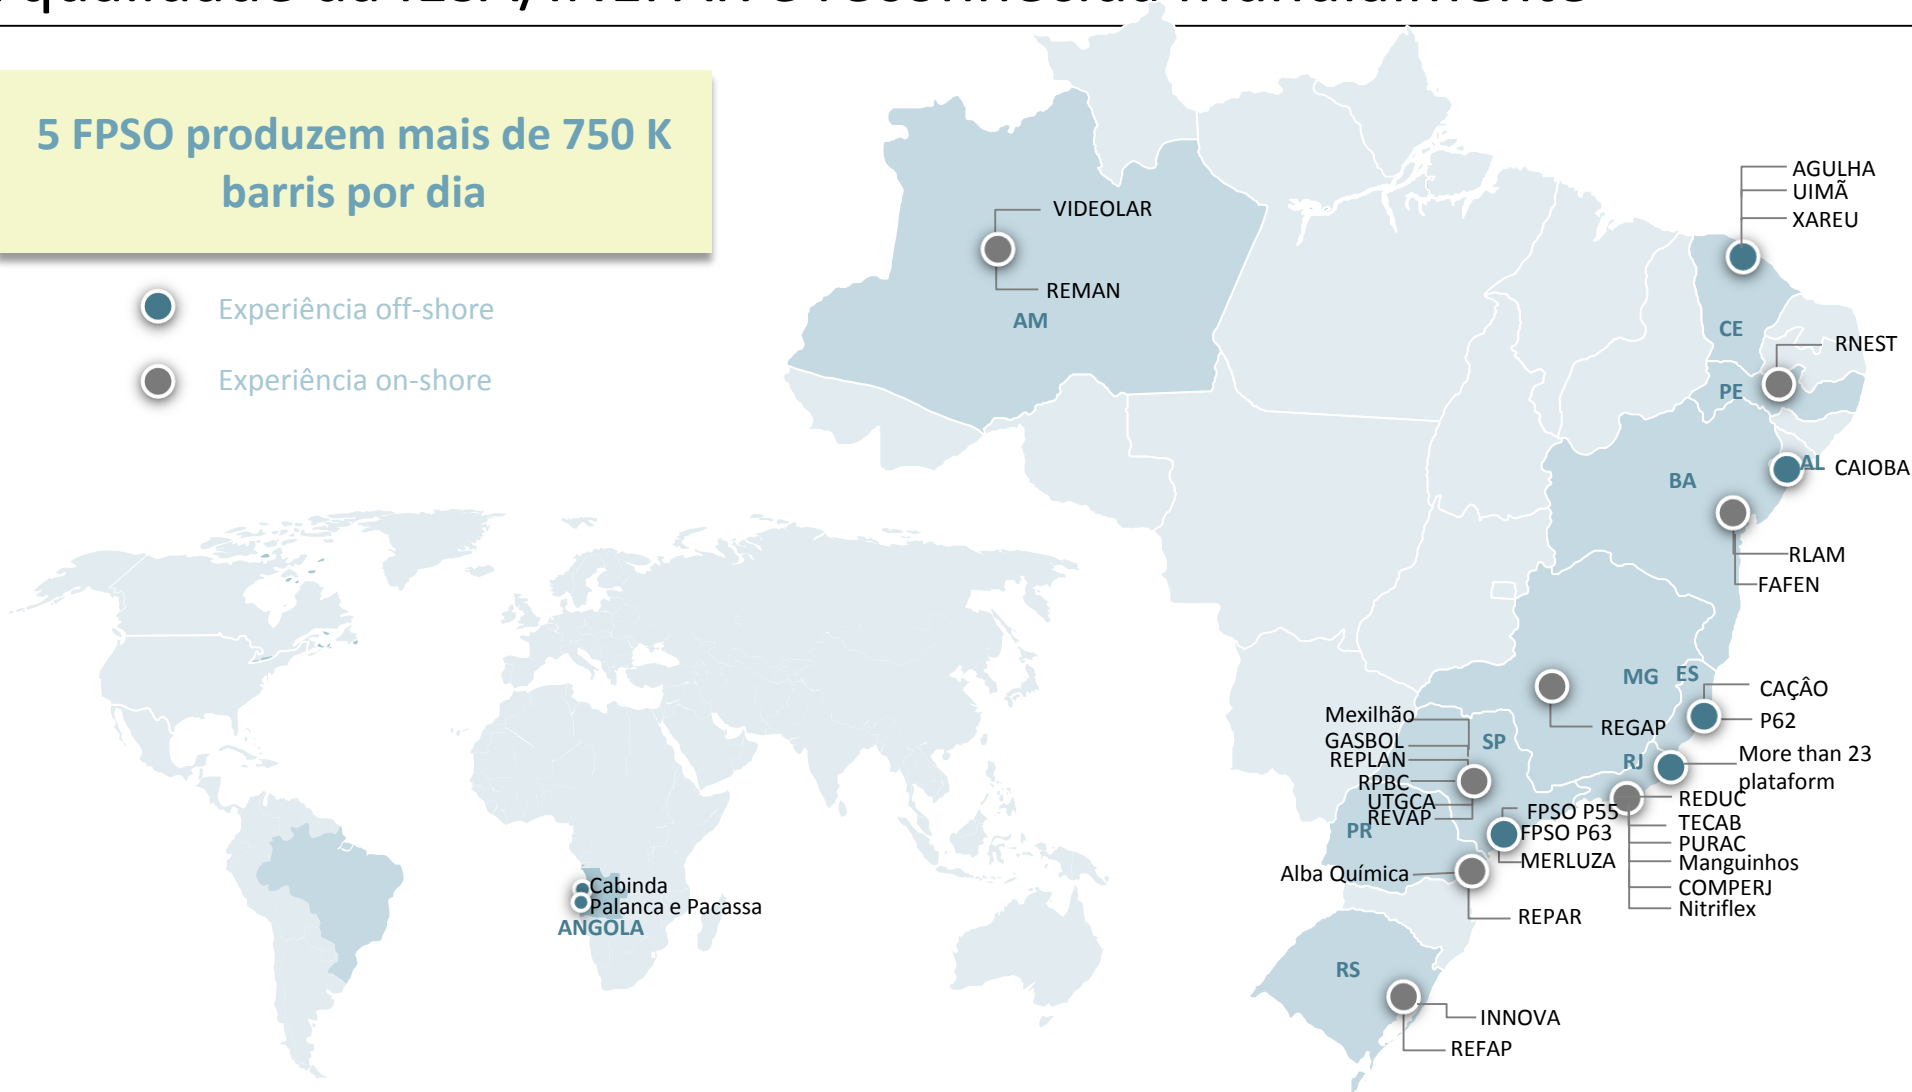 5 FPSO produzem mais de 750 K
barris por dia
Experiência off-shore
Experiência on-shore
VIDEOLAR
REMAN
AM
AGULHA
UIMÃ
XAREU
CE
RNEST
PE
AL
CAIOBA
BA
RLAM
FAFEN
MG
ES
CAÇÂO
REGAP
P62
Mexilhão
GASBOL
REPLAN
RPBC
UTGCA
REVAP
SP
RJ
More than 23
plataform
REDUC
TECAB
PURAC
Manguinhos
COMPERJ
Nitriflex
FPSO P55
FPSO P63
MERLUZA
PR
Alba Química
REPAR
Cabinda
Palanca e Pacassa
ANGOLA
RS
INNOVA
REFAP